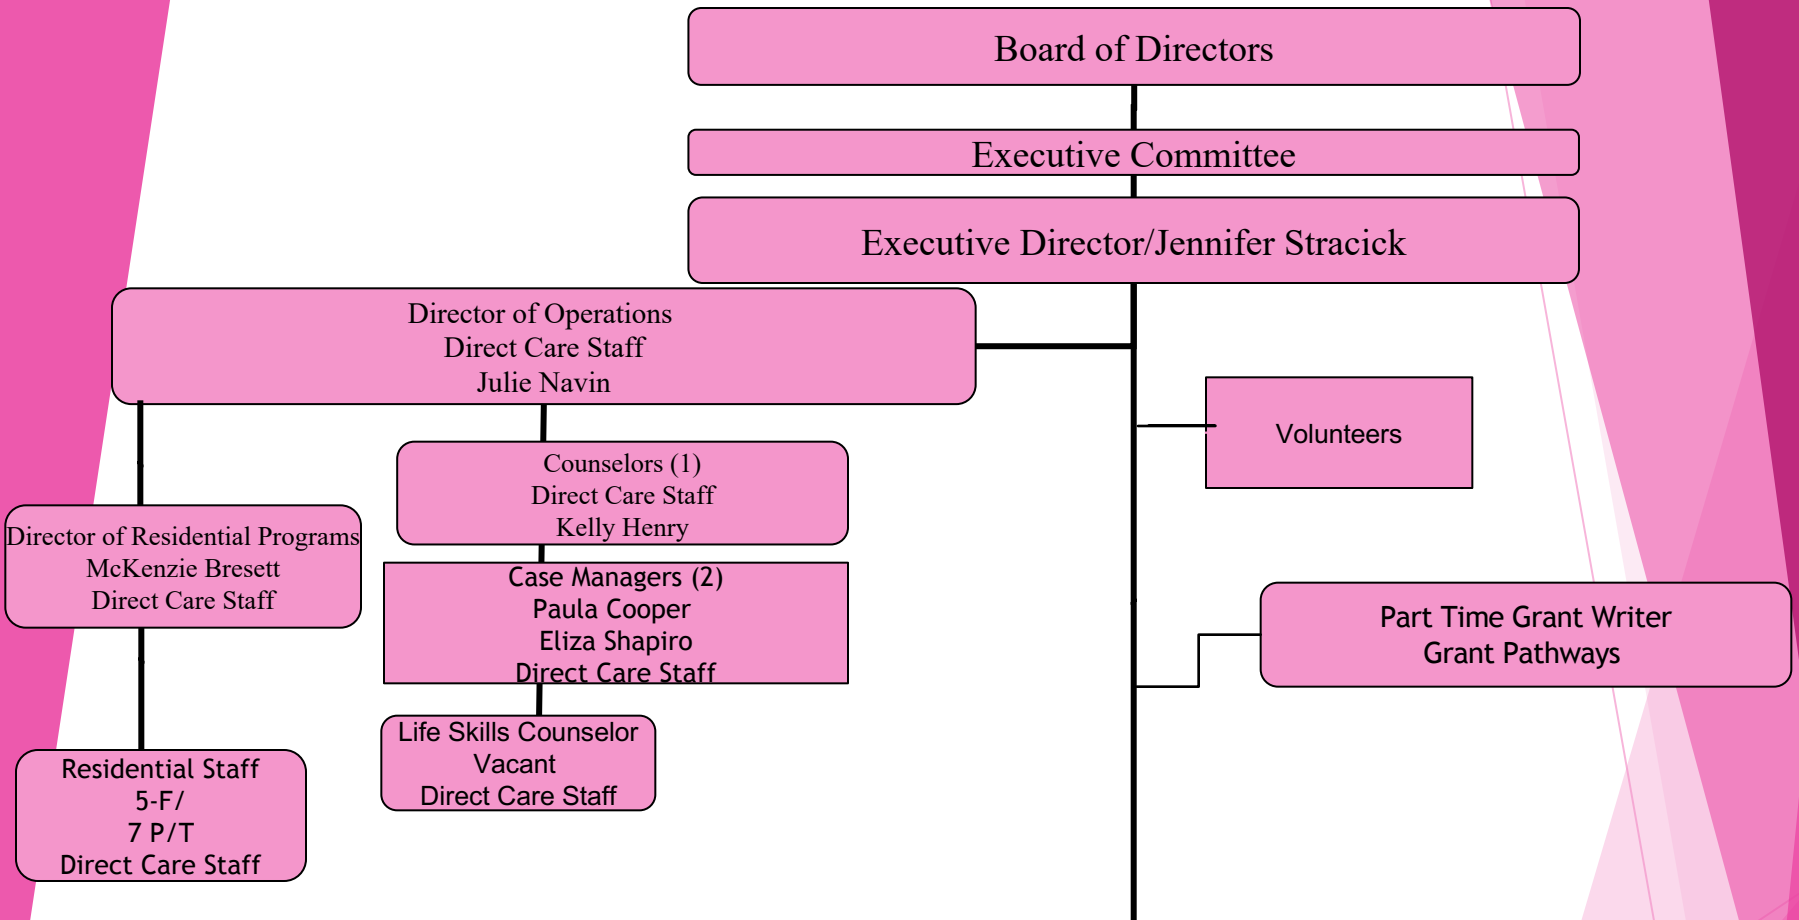 Board of Directors
Executive Committee
Executive Director/Jennifer Stracick
Director of Operations
Direct Care Staff
Julie Navin
Volunteers
Counselors (1)
Direct Care Staff
Kelly Henry
Director of Residential Programs
McKenzie Bresett
Direct Care Staff
Case Managers (2)
Paula Cooper
Eliza Shapiro
Direct Care Staff
Part Time Grant Writer
Grant Pathways
Life Skills Counselor
Vacant
Direct Care Staff
Residential Staff
5-F/
7 P/T
Direct Care Staff